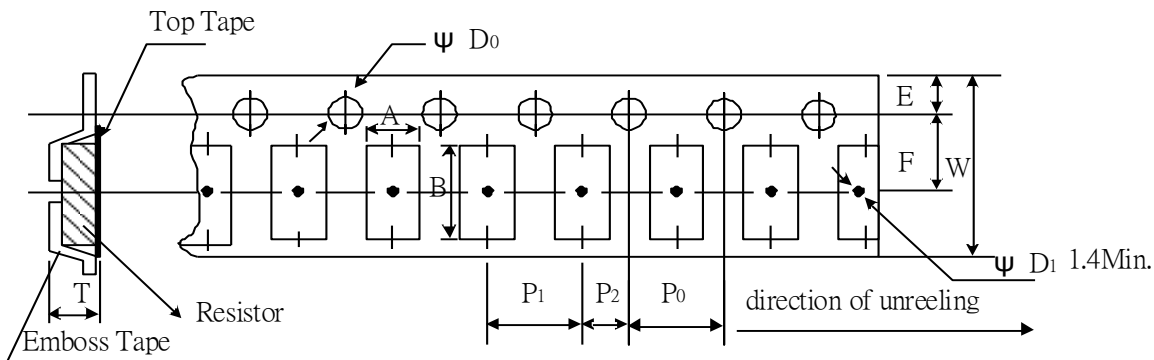 Top Tape
Ψ D0
A
E
F
W
B
Ψ D1 1.4Min.
T
P1
P2
P0
direction of unreeling
Resistor
Emboss Tape